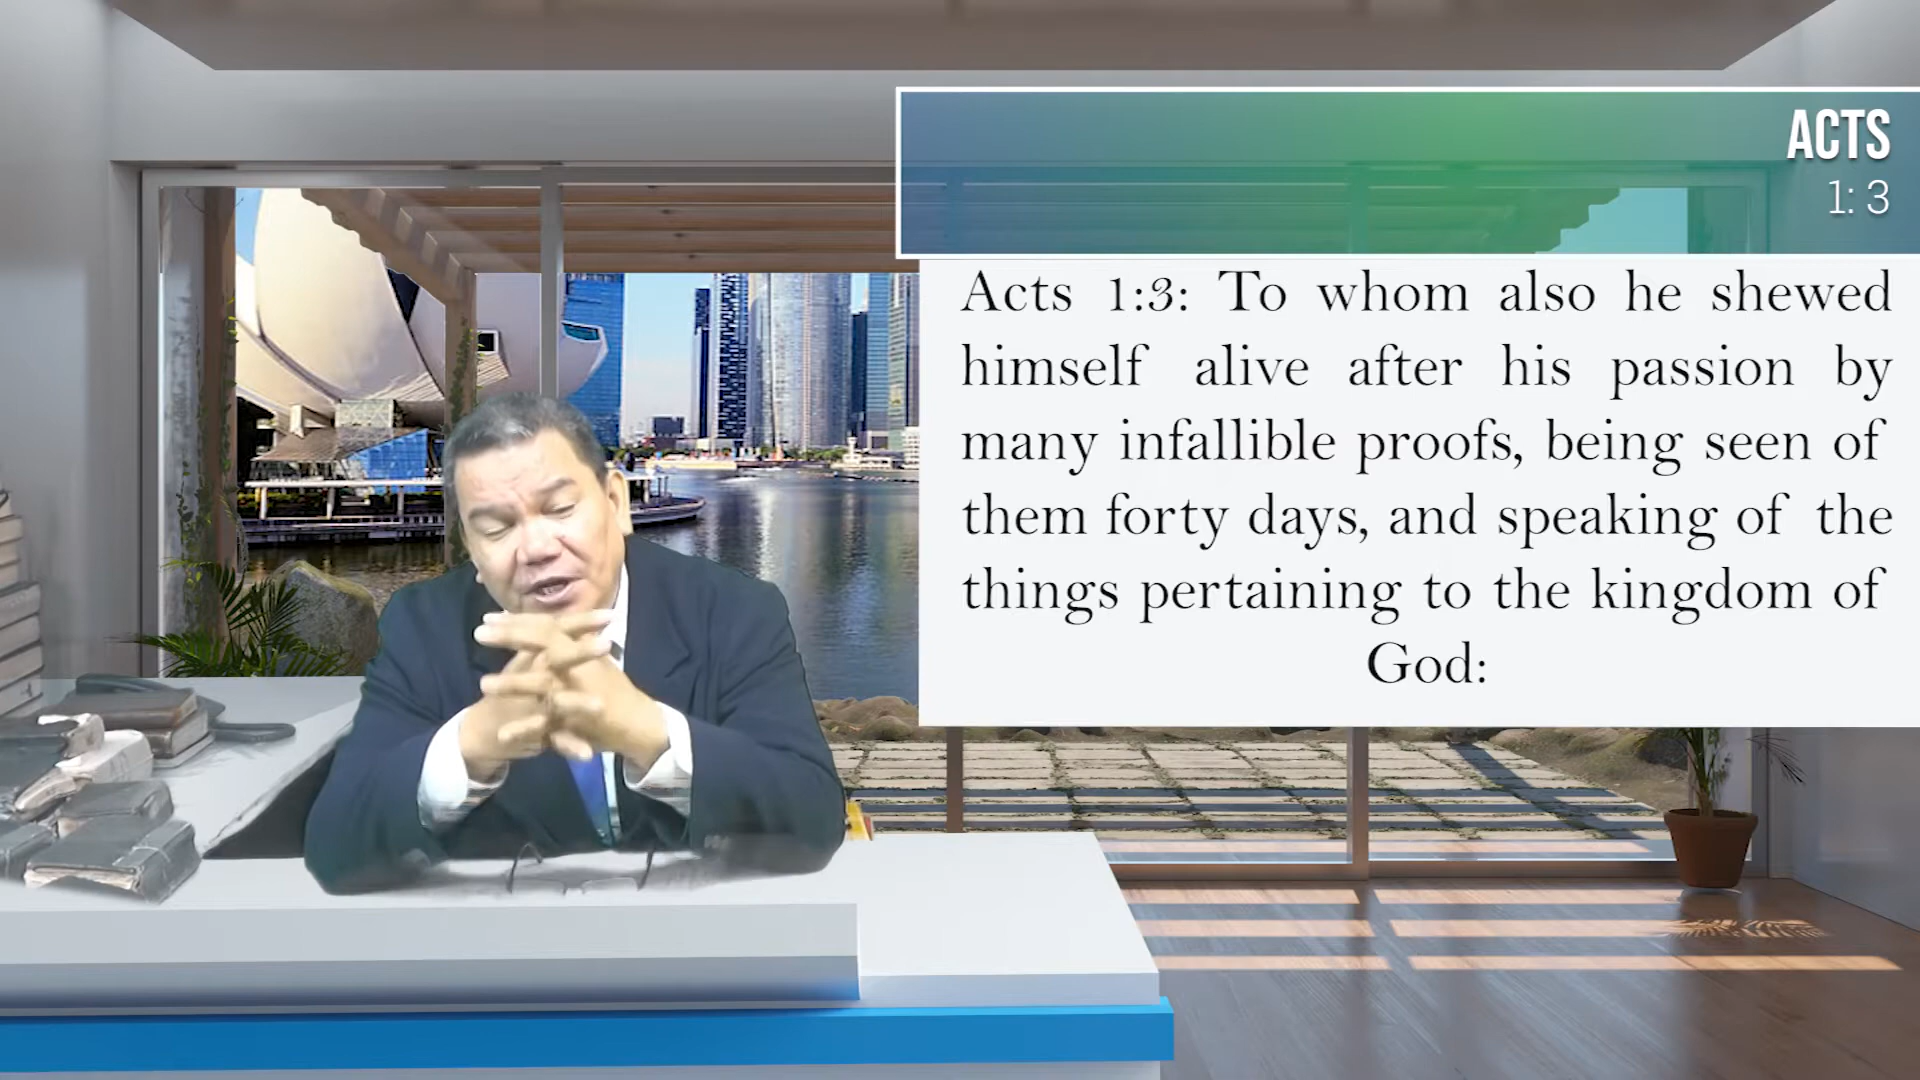 ACTS
1: 3
Acts 1:3: To whom also he shewed
himself alive after his passion by
many infallible proofs, being seen of
them forty days, and speaking of the
things pertaining to the kingdom of
God: